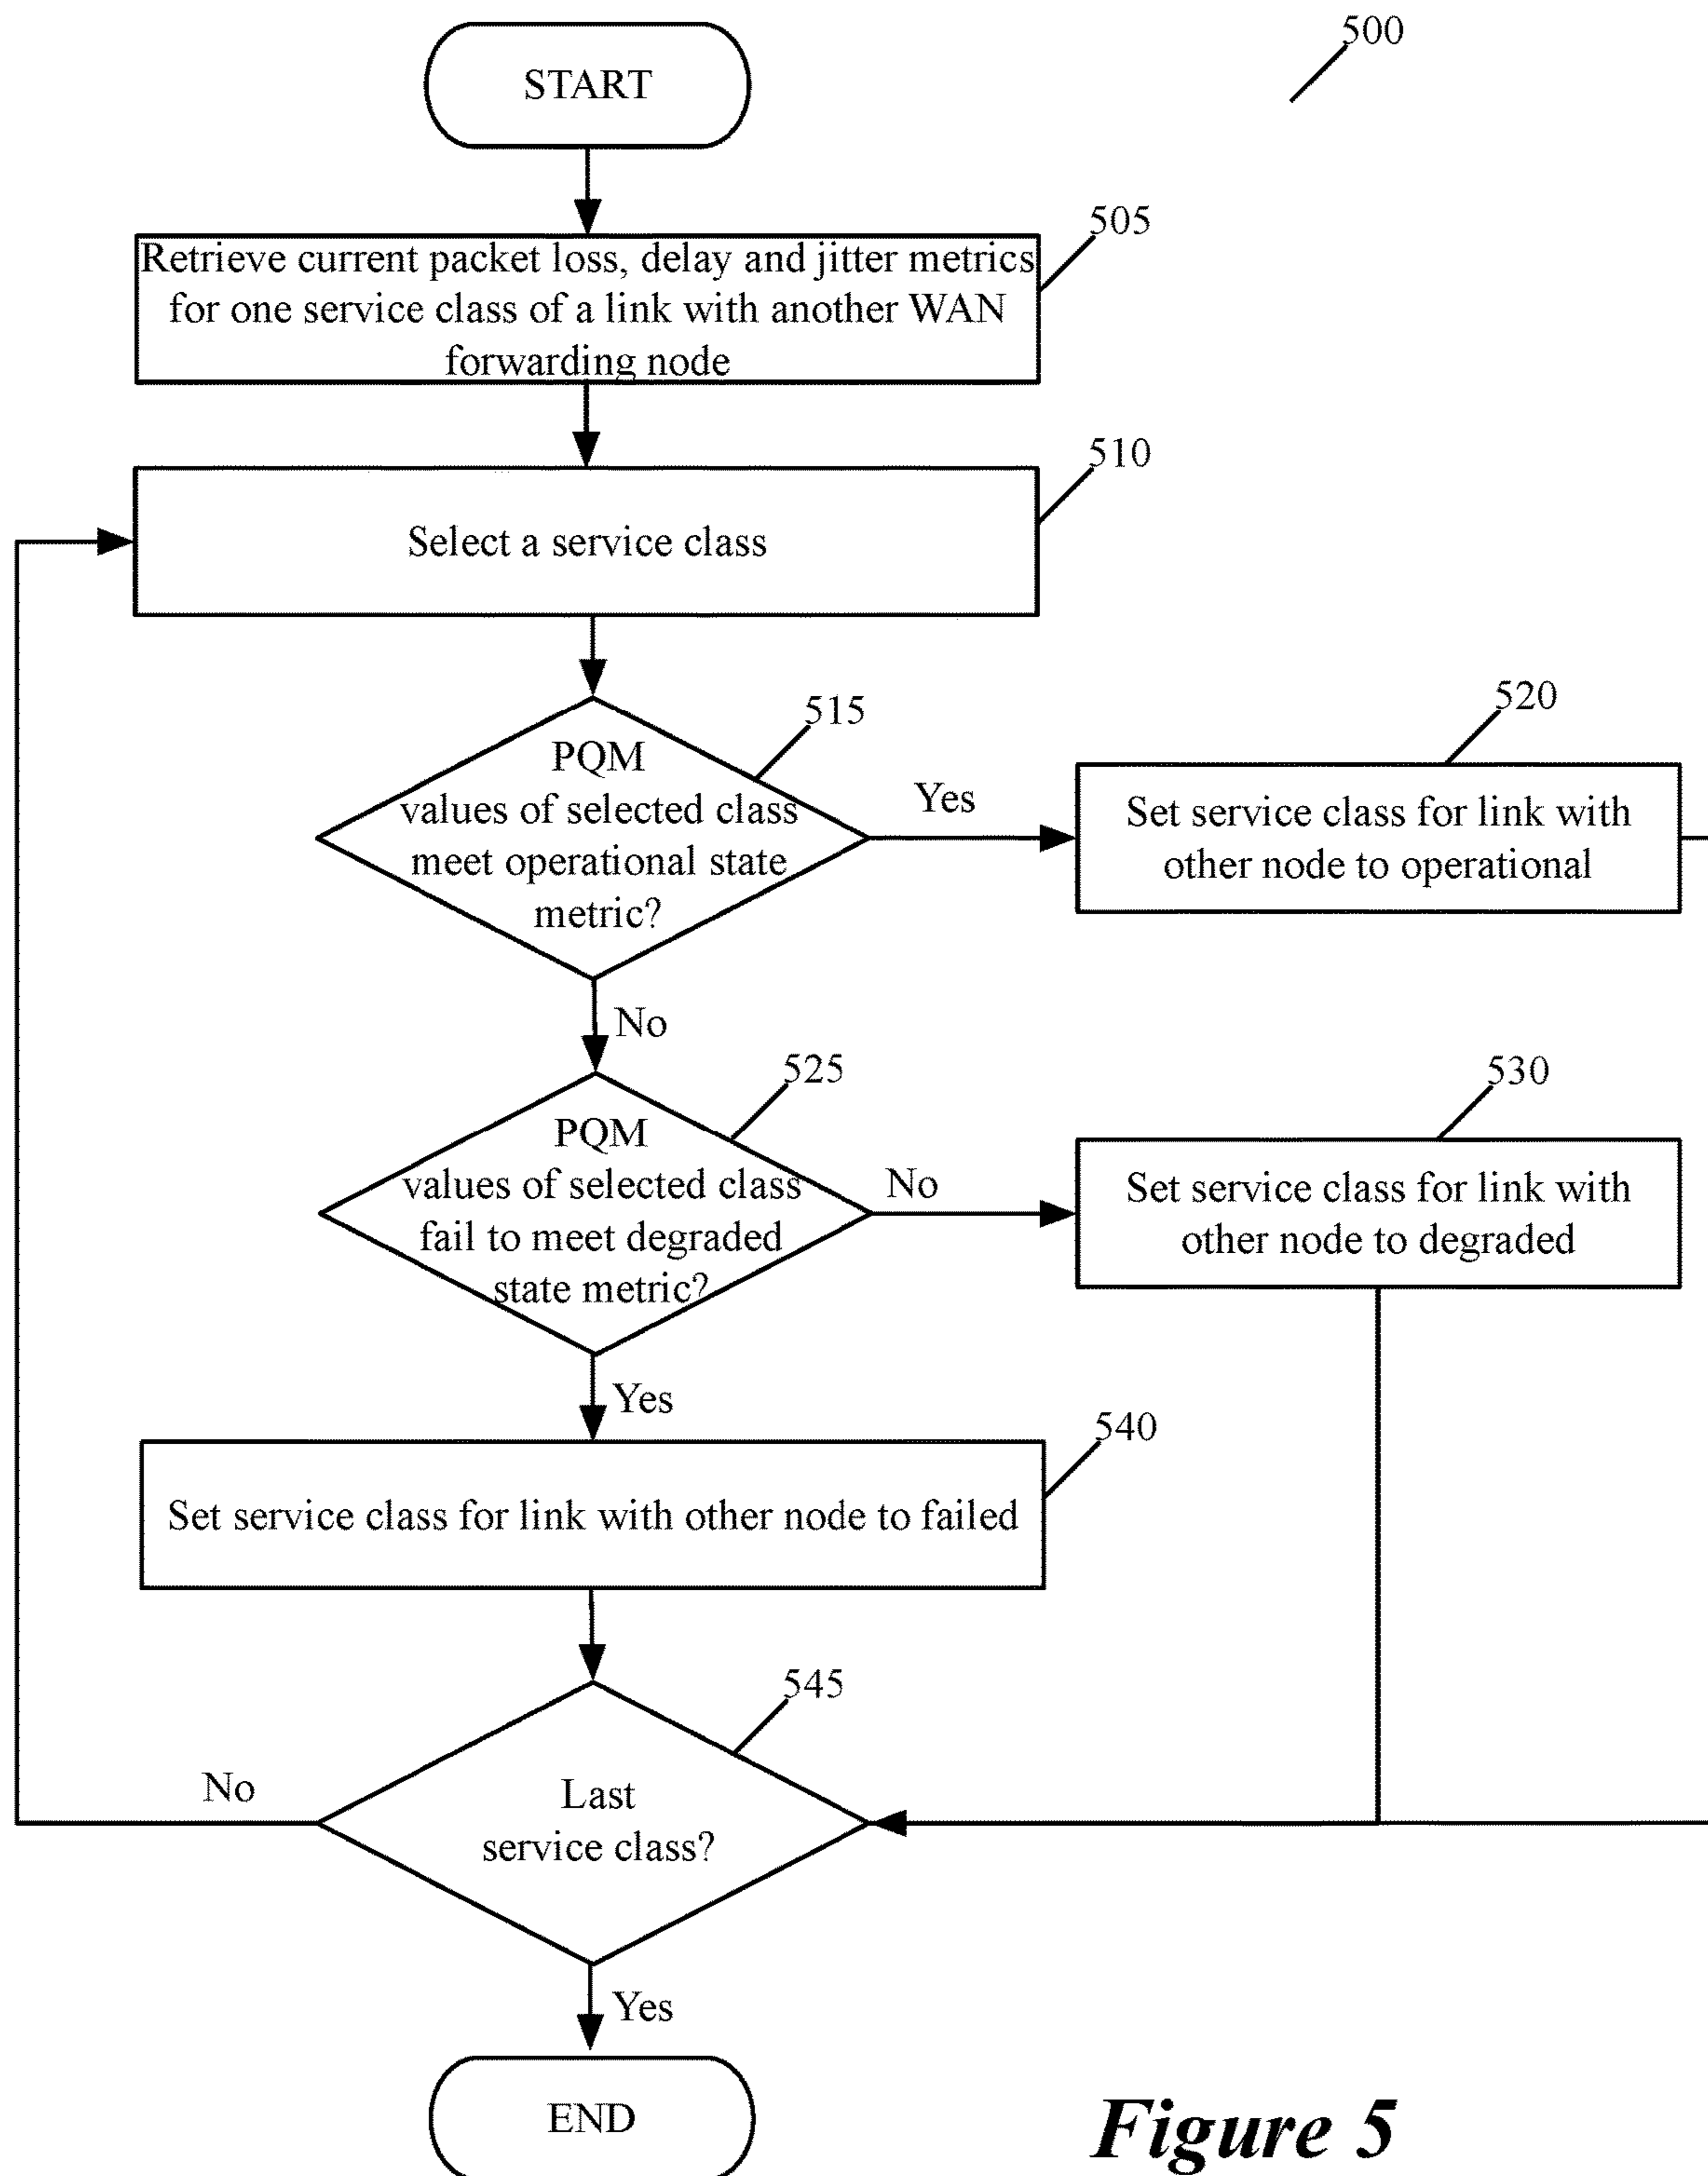 500
START
505
Retrieve current packet loss, delay and jitter metrics
for one service class of a link with another WAN
forwarding node
510
Select a service class
515
PQM
values of selected class
meet operational state
metric?
Yes
520
Set service class for link with
other node to operational
No
525
PQM
values of selected class
fail to meet degraded
state metric?
No
530
Set service class for link with
other node to degraded
Yes
540
Set service class for link with other node to failed
545
Last
service class?
No
Yes
END
Figure 5